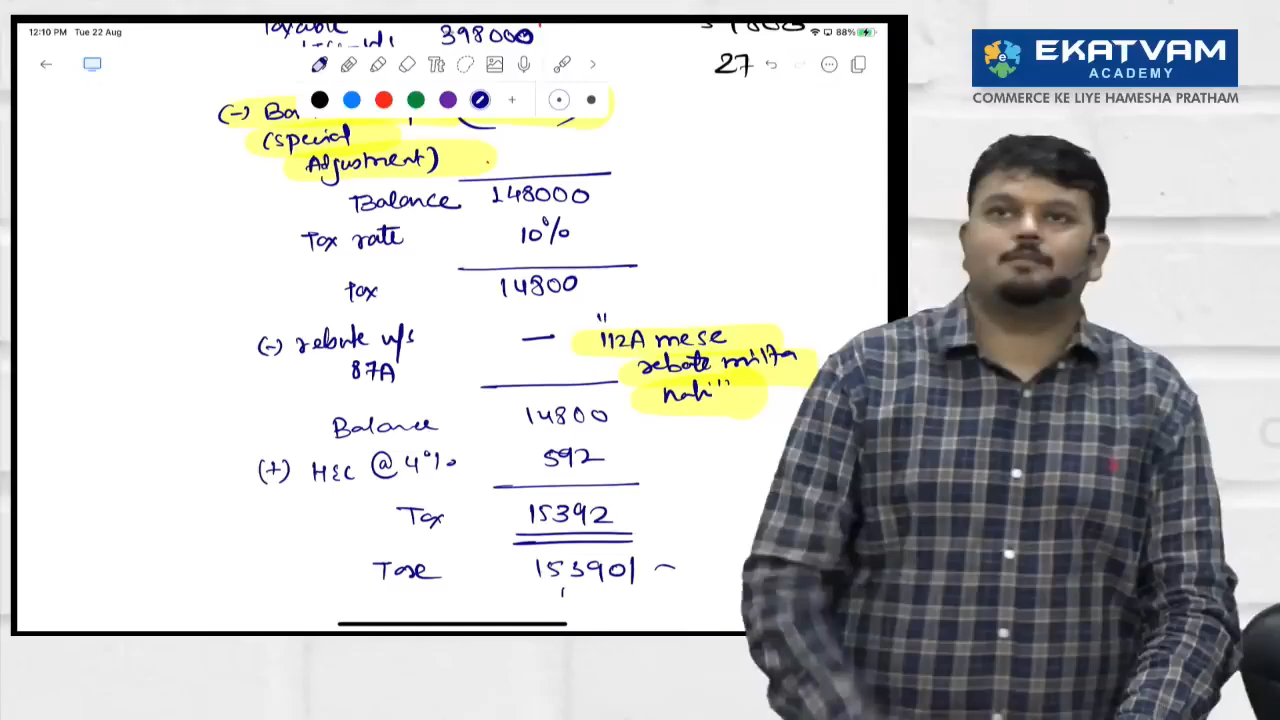 12:10 PM Tue 22 Aug
88%
398000
27
EKATVAM
ACADEMY
COMMERCE KE LIYE HAMESHA PRATHAM
(-) Ba
(special
Adjustment)
Balance 148000
Tax rate 10%
Tax 14800
(-) rebate u/s — "112A mese
87A rebate milta
nahi"
Balance 14800
(+) HEC @ 4% 592
Tax 15392
15390/-